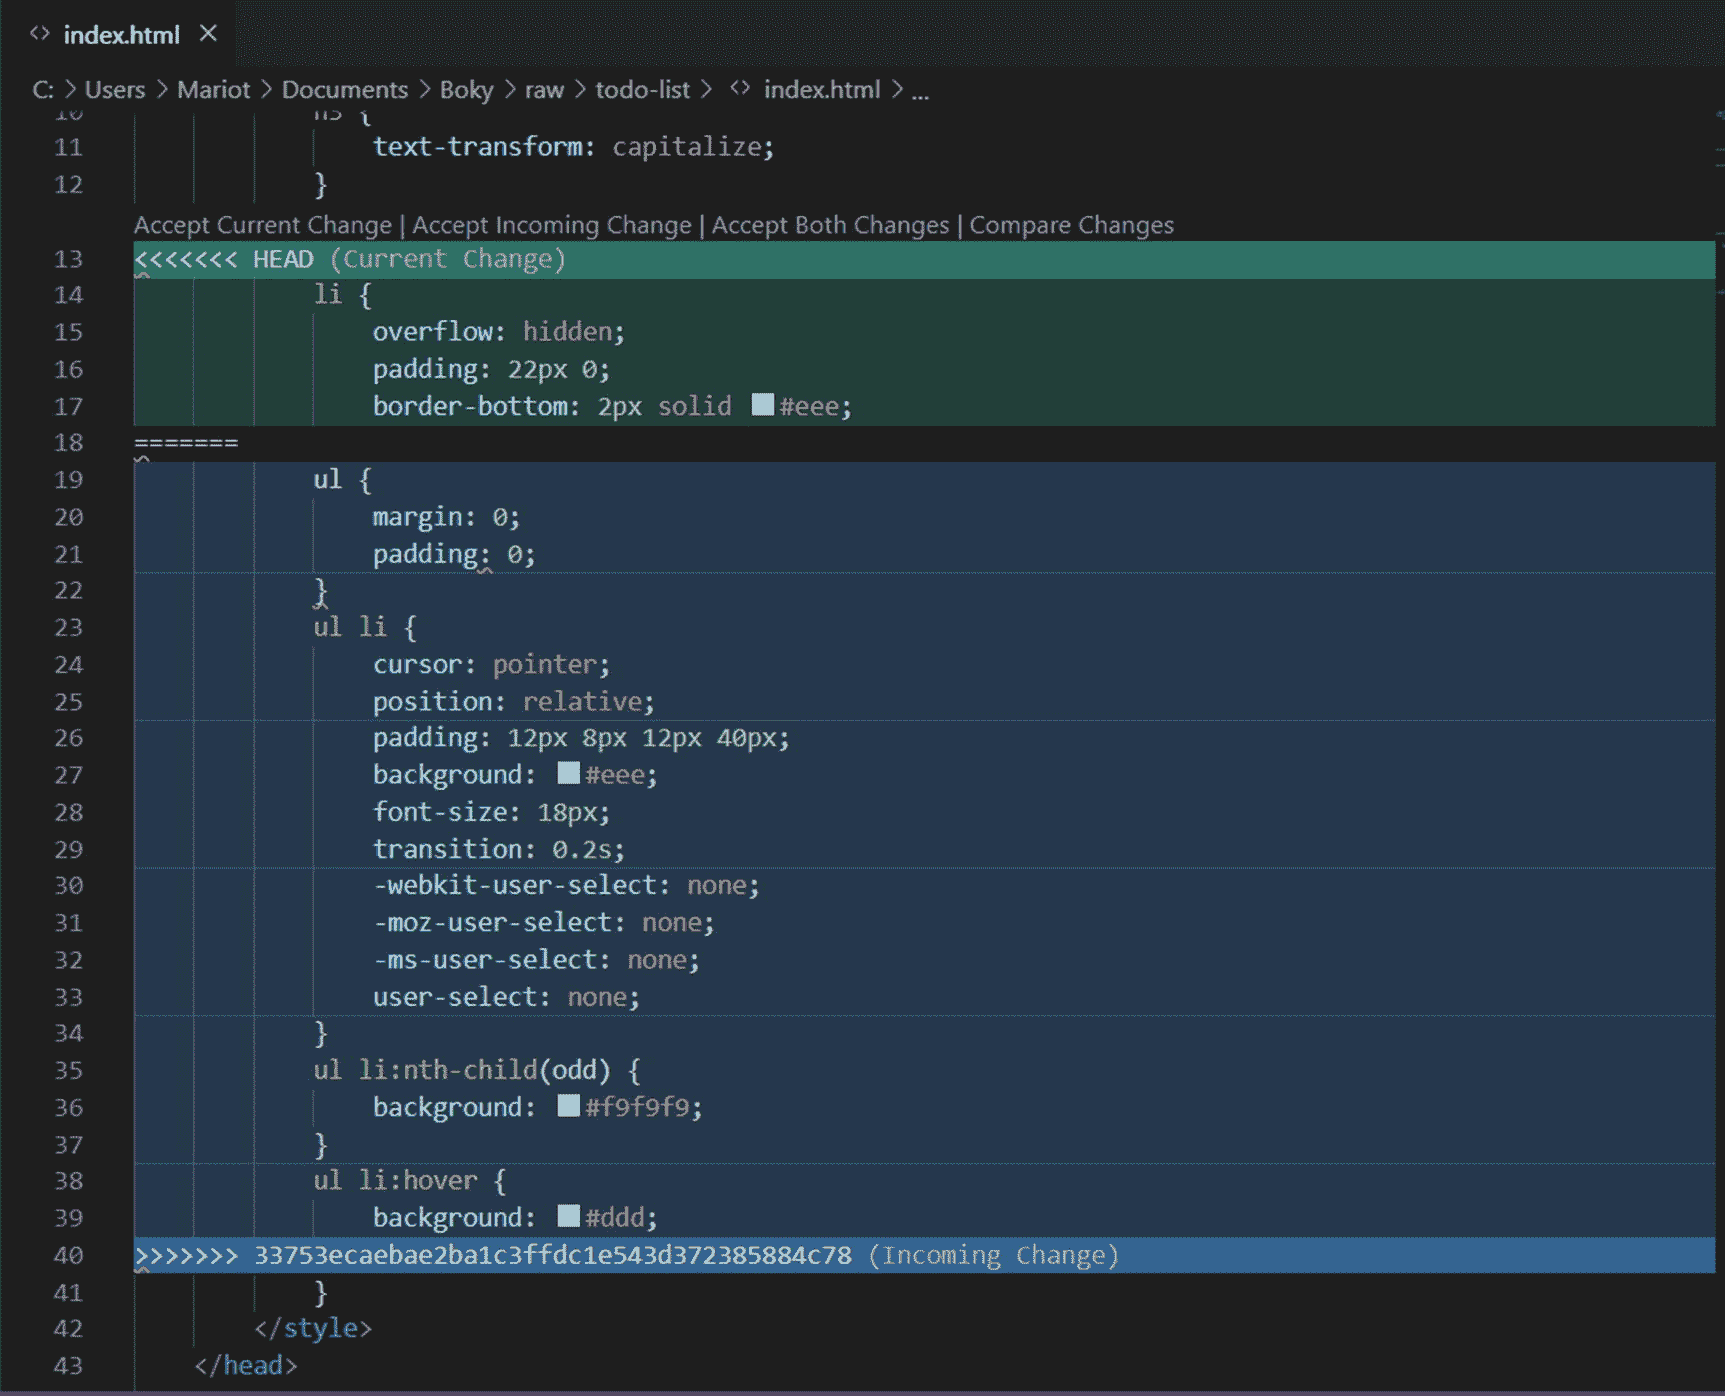 index.html
C: > Users > Mariot > Documents > Boky > raw > todo-list > index.html > ...
10 h3 {
11 text-transform: capitalize;
12 }
Accept Current Change | Accept Incoming Change | Accept Both Changes | Compare Changes
13 <<<<<<< HEAD (Current Change)
14 li {
15 overflow: hidden;
16 padding: 22px 0;
17 border-bottom: 2px solid #eee;
18 =======
19 ul {
20 margin: 0;
21 padding: 0;
22 }
23 ul li {
24 cursor: pointer;
25 position: relative;
26 padding: 12px 8px 12px 40px;
27 background: #eee;
28 font-size: 18px;
29 transition: 0.2s;
30 -webkit-user-select: none;
31 -moz-user-select: none;
32 -ms-user-select: none;
33 user-select: none;
34 }
35 ul li:nth-child(odd) {
36 background: #f9f9f9;
37 }
38 ul li:hover {
39 background: #ddd;
40 >>>>>>> 33753ecaebae2ba1c3ffdc1e543d372385884c78 (Incoming Change)
41 }
42 </style>
43 </head>